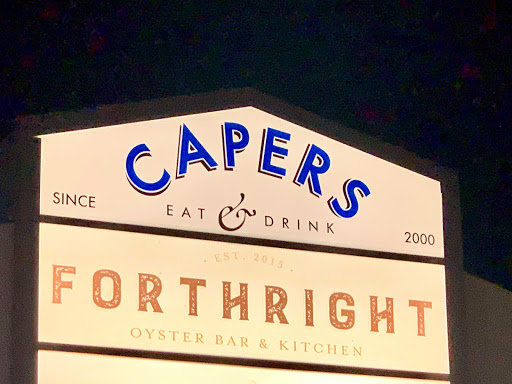 CAPERS
SINCE EAT & DRINK 2000
· EST. 2015 ·
FORTHRIGHT
OYSTER BAR & KITCHEN